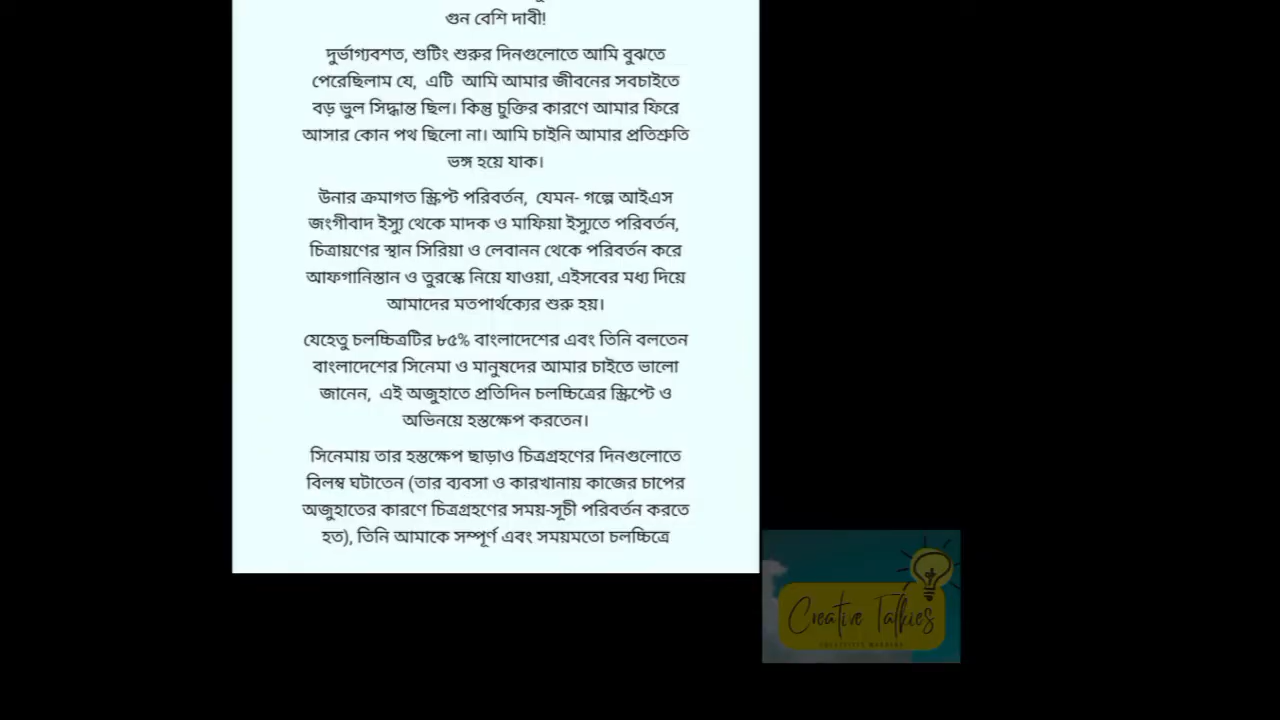 গুন বেশি দাবী!
দুর্ভাগ্যবশত, শুটিং শুরুর দিনগুলোতে আমি বুঝতে
পেরেছিলাম যে, এটি আমি আমার জীবনের সবচাইতে
বড় ভুল সিদ্ধান্ত ছিল। কিন্তু চুক্তির কারণে আমার ফিরে
আসার কোন পথ ছিলো না। আমি চাইনি আমার প্রতিশ্রুতি
ভঙ্গ হয়ে যাক।
উনার ক্রমাগত স্ক্রিপ্ট পরিবর্তন, যেমন- গল্পে আইএস
জংগীবাদ ইস্যু থেকে মাদক ও মাফিয়া ইস্যুতে পরিবর্তন,
চিত্রায়ণের স্থান সিরিয়া ও লেবানন থেকে পরিবর্তন করে
আফগানিস্তান ও তুরস্কে নিয়ে যাওয়া, এইসবের মধ্য দিয়ে
আমাদের মতপার্থক্যের শুরু হয়।
যেহেতু চলচ্চিত্রটির ৮৫% বাংলাদেশের এবং তিনি বলতেন
বাংলাদেশের সিনেমা ও মানুষদের আমার চাইতে ভালো
জানেন, এই অজুহাতে প্রতিদিন চলচ্চিত্রের স্ক্রিপ্টে ও
অভিনয়ে হস্তক্ষেপ করতেন।
সিনেমায় তার হস্তক্ষেপ ছাড়াও চিত্রগ্রহণের দিনগুলোতে
বিলম্ব ঘটাতেন (তার ব্যবসা ও কারখানায় কাজের চাপের
অজুহাতের কারণে চিত্রগ্রহণের সময়-সূচী পরিবর্তন করতে
হত), তিনি আমাকে সম্পূর্ণ এবং সময়মতো চলচ্চিত্রে
Creative Talkies